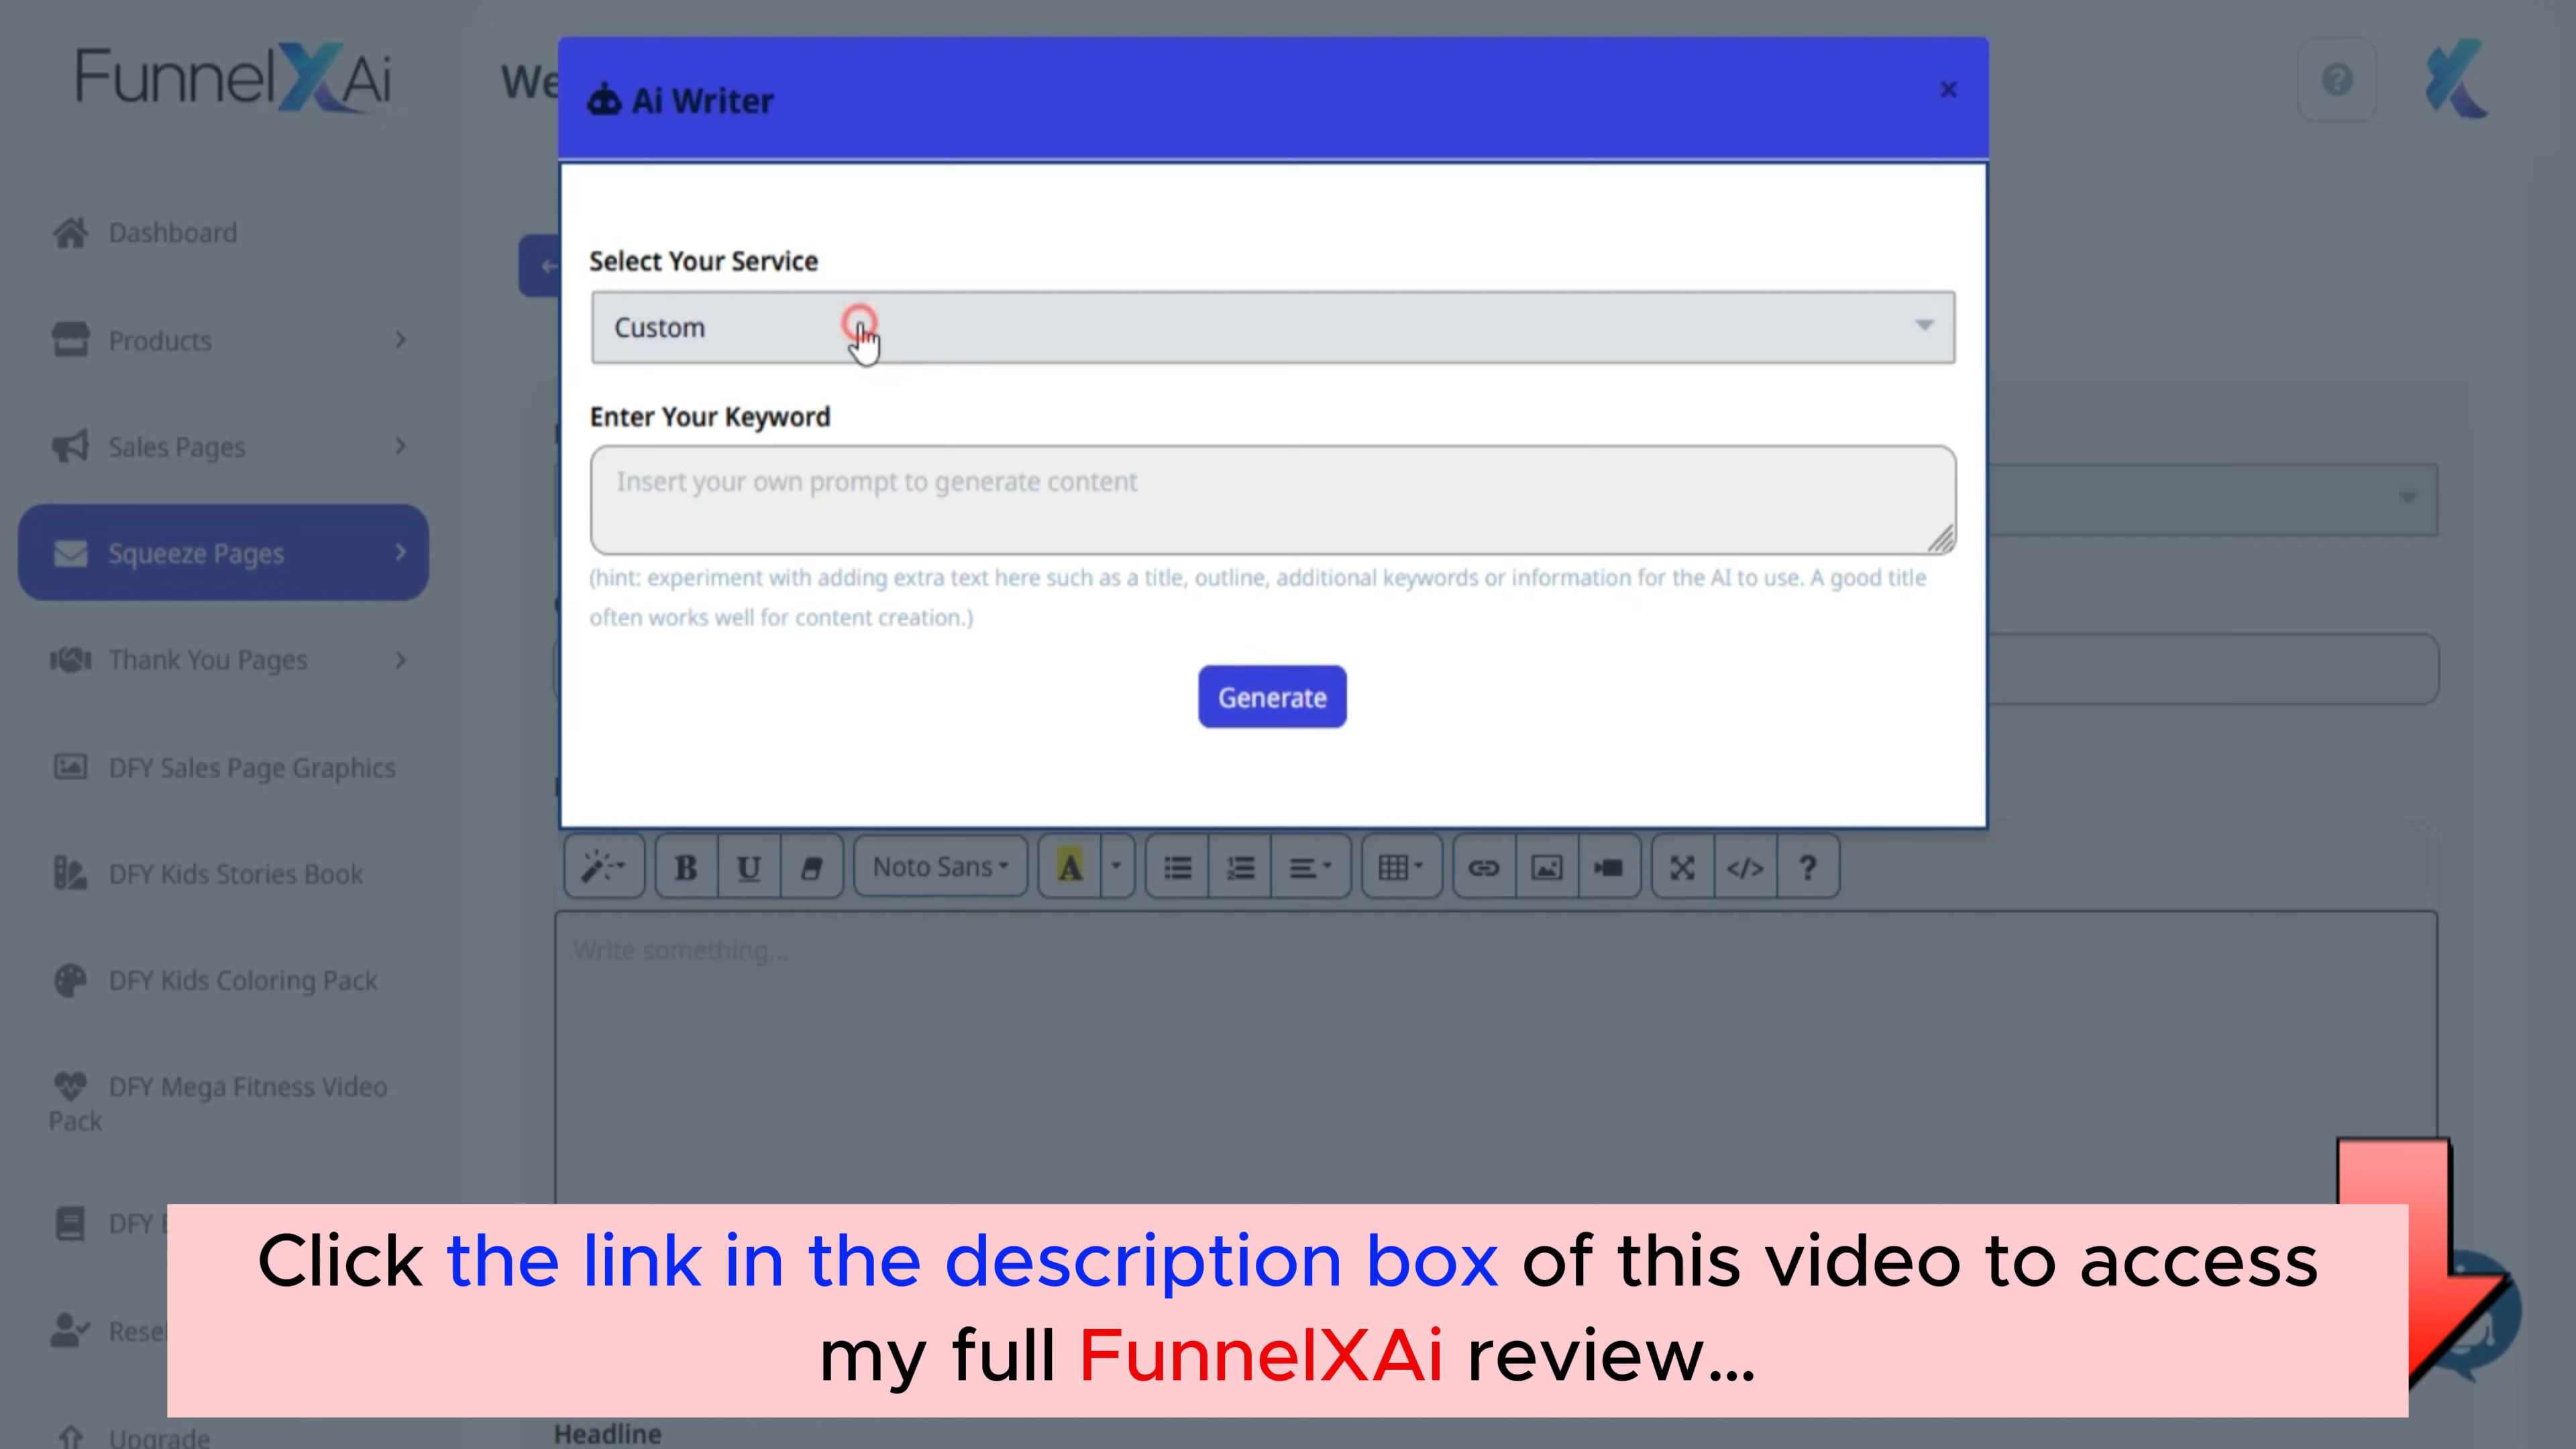 FunnelXAi
We
Ai Writer
×
Dashboard
Select Your Service
Products
Custom
Enter Your Keyword
Sales Pages
Insert your own prompt to generate content
Squeeze Pages
(hint: experiment with adding extra text here such as a title, outline, additional keywords or information for the AI to use. A good title
often works well for content creation.)
Thank You Pages
Generate
DFY Sales Page Graphics
B U Noto Sans A </> ?
DFY Kids Stories Book
Write something...
DFY Kids Coloring Pack
DFY Mega Fitness Video
Pack
DFY
Click the link in the description box of this video to access
Rese
my full FunnelXAi review...
Headline
Upgrade